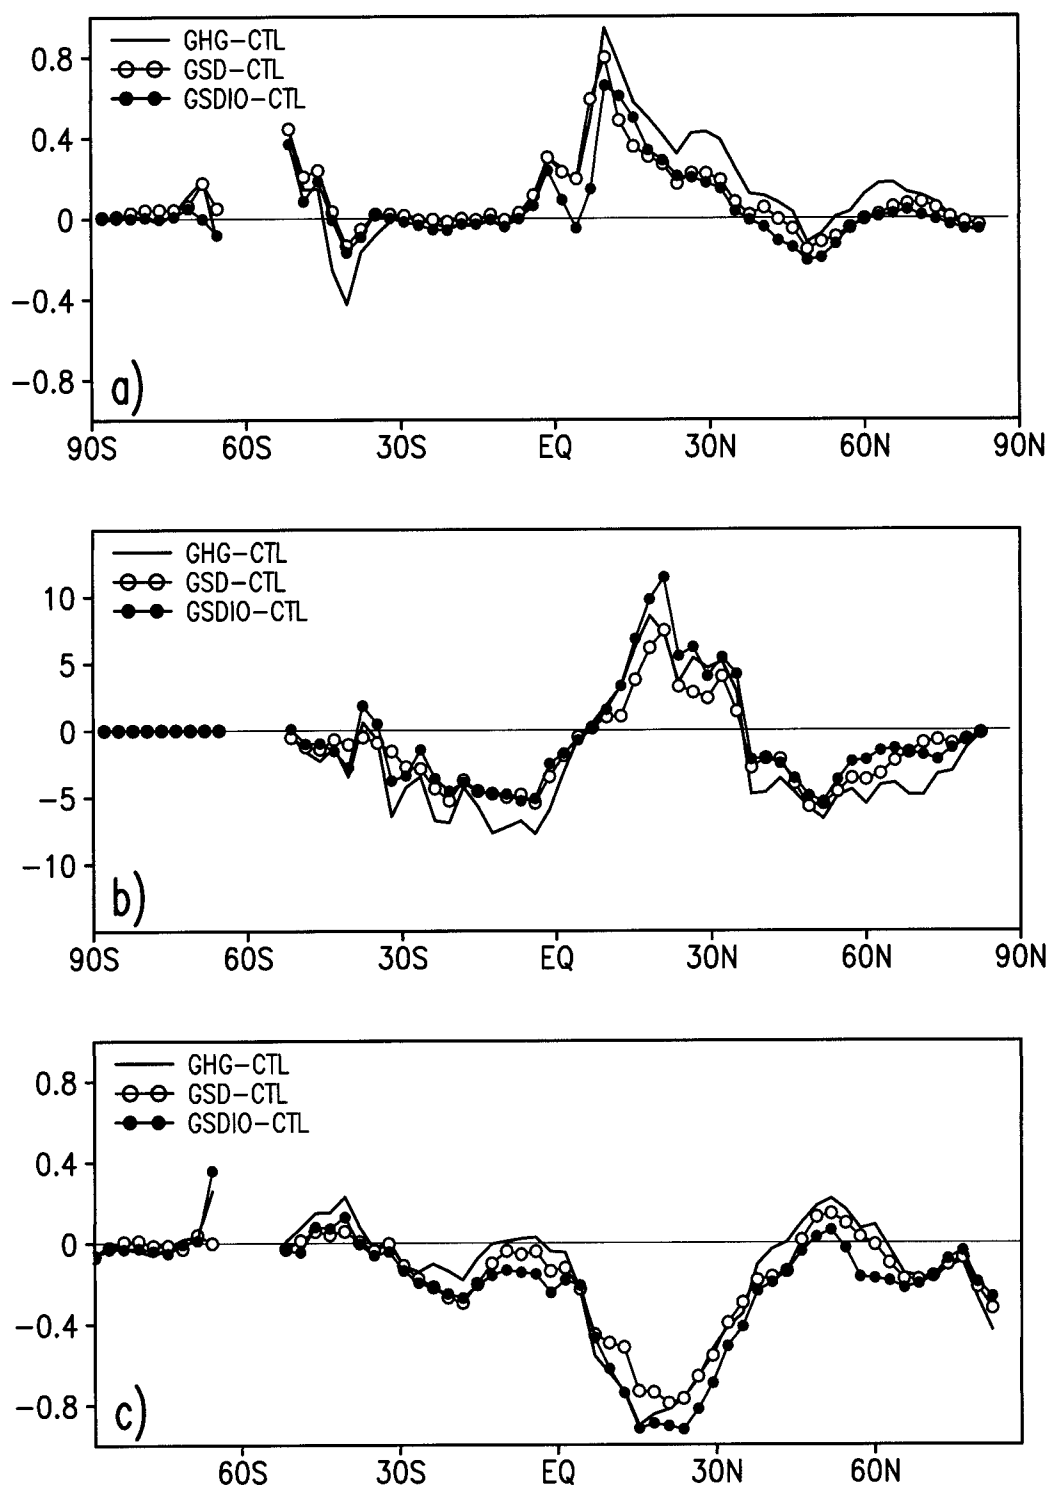 GHG-CTL
GSD-CTL
GSDIO-CTL
0.8
0.4
0
-0.4
-0.8
a)
90S 60S 30S EQ 30N 60N 90N
GHG-CTL
GSD-CTL
GSDIO-CTL
10
5
0
-5
-10
b)
90S 60S 30S EQ 30N 60N 90N
GHG-CTL
GSD-CTL
GSDIO-CTL
0.8
0.4
0
-0.4
-0.8
c)
60S 30S EQ 30N 60N